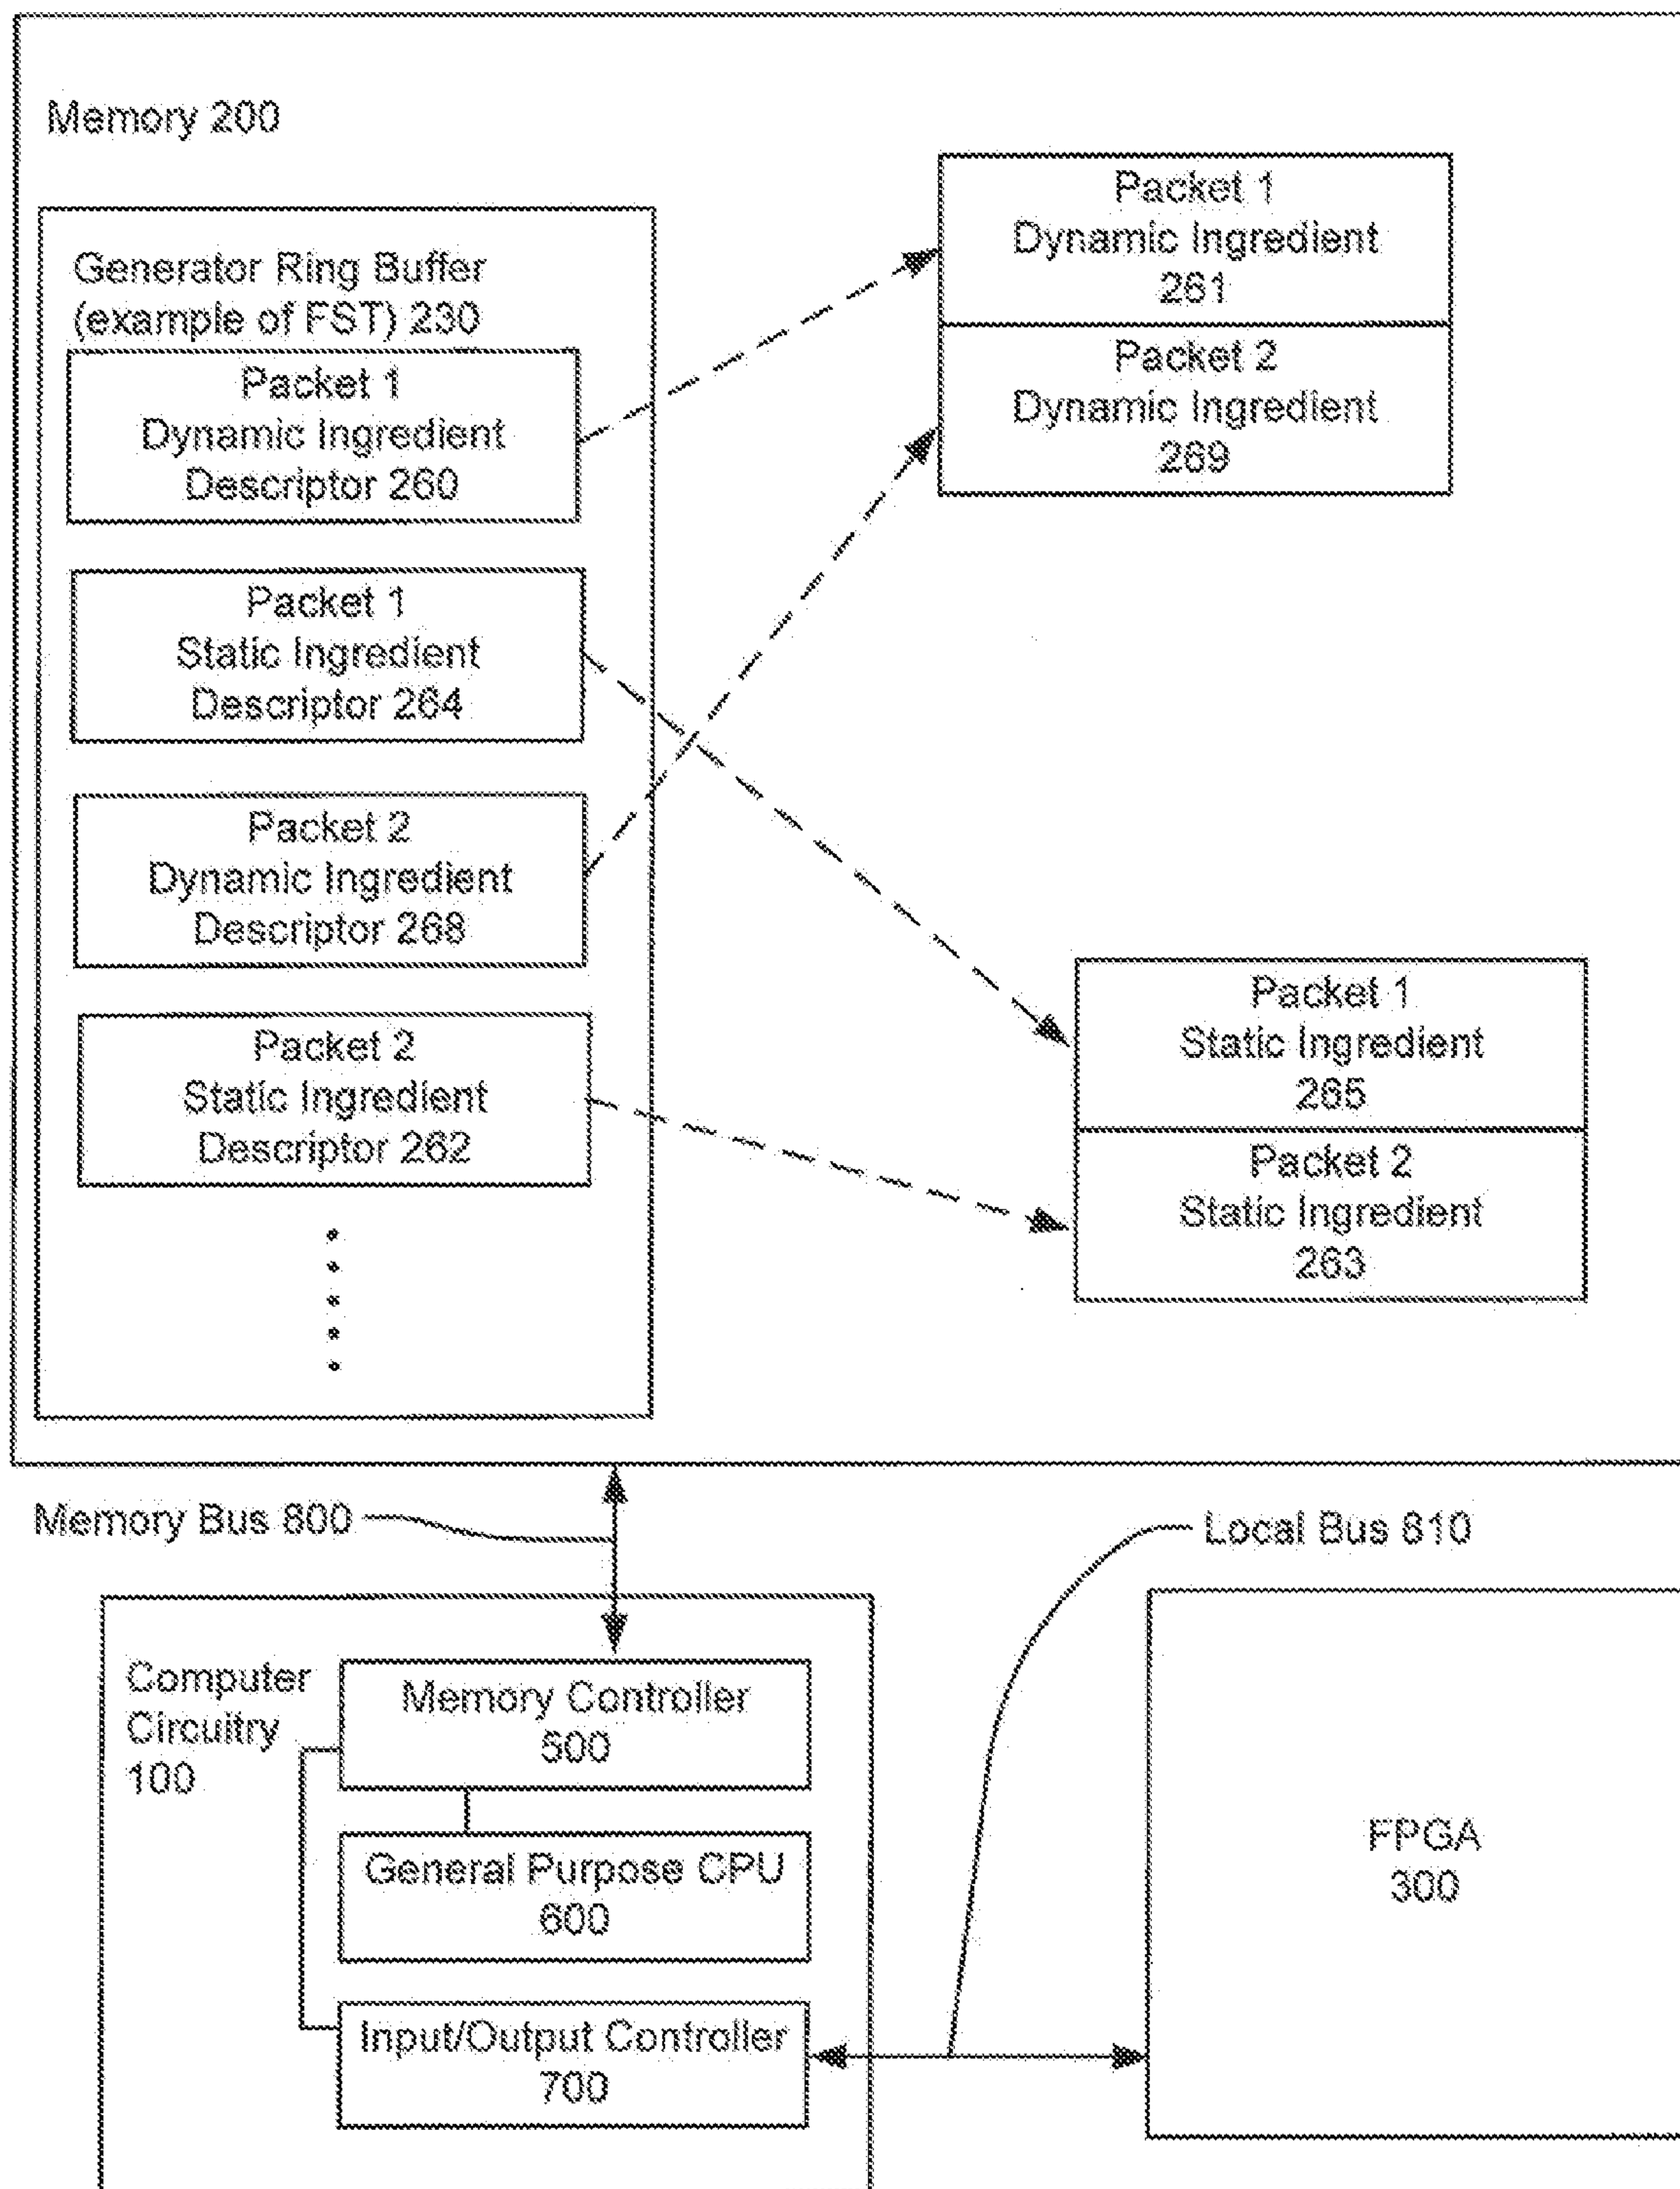 Memory 200
Generator Ring Buffer
(example of FST) 230
Packet 1
Dynamic Ingredient
Descriptor 260
Packet 1
Static Ingredient
Descriptor 264
Packet 2
Dynamic Ingredient
Descriptor 268
Packet 2
Static Ingredient
Descriptor 262
Packet 1
Dynamic Ingredient
261
Packet 2
Dynamic Ingredient
269
Packet 1
Static Ingredient
265
Packet 2
Static Ingredient
263
Memory Bus 800
Local Bus 810
Computer
Circuitry
100
Memory Controller
500
General Purpose CPU
600
Input/Output Controller
700
FPGA
300